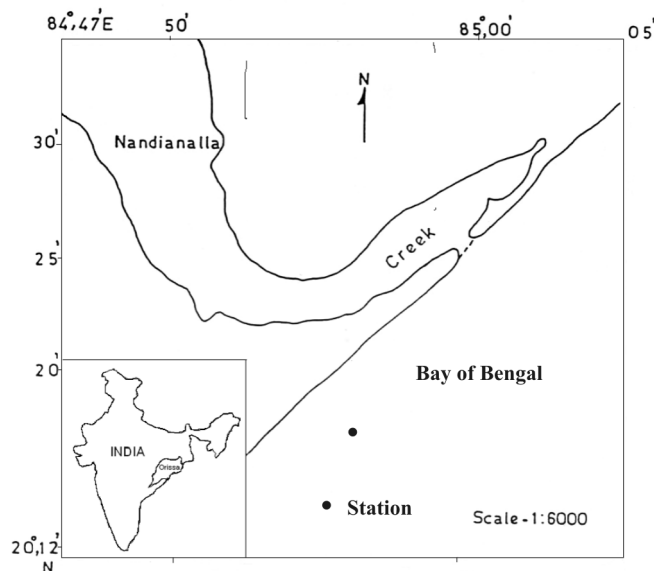 84°,47'E 50' 85°,00' 05'
N
30'
Nandianalla
Creek
25'
20'
Bay of Bengal
INDIA
Orissa
Station
Scale-1:6000
20°,12'
N